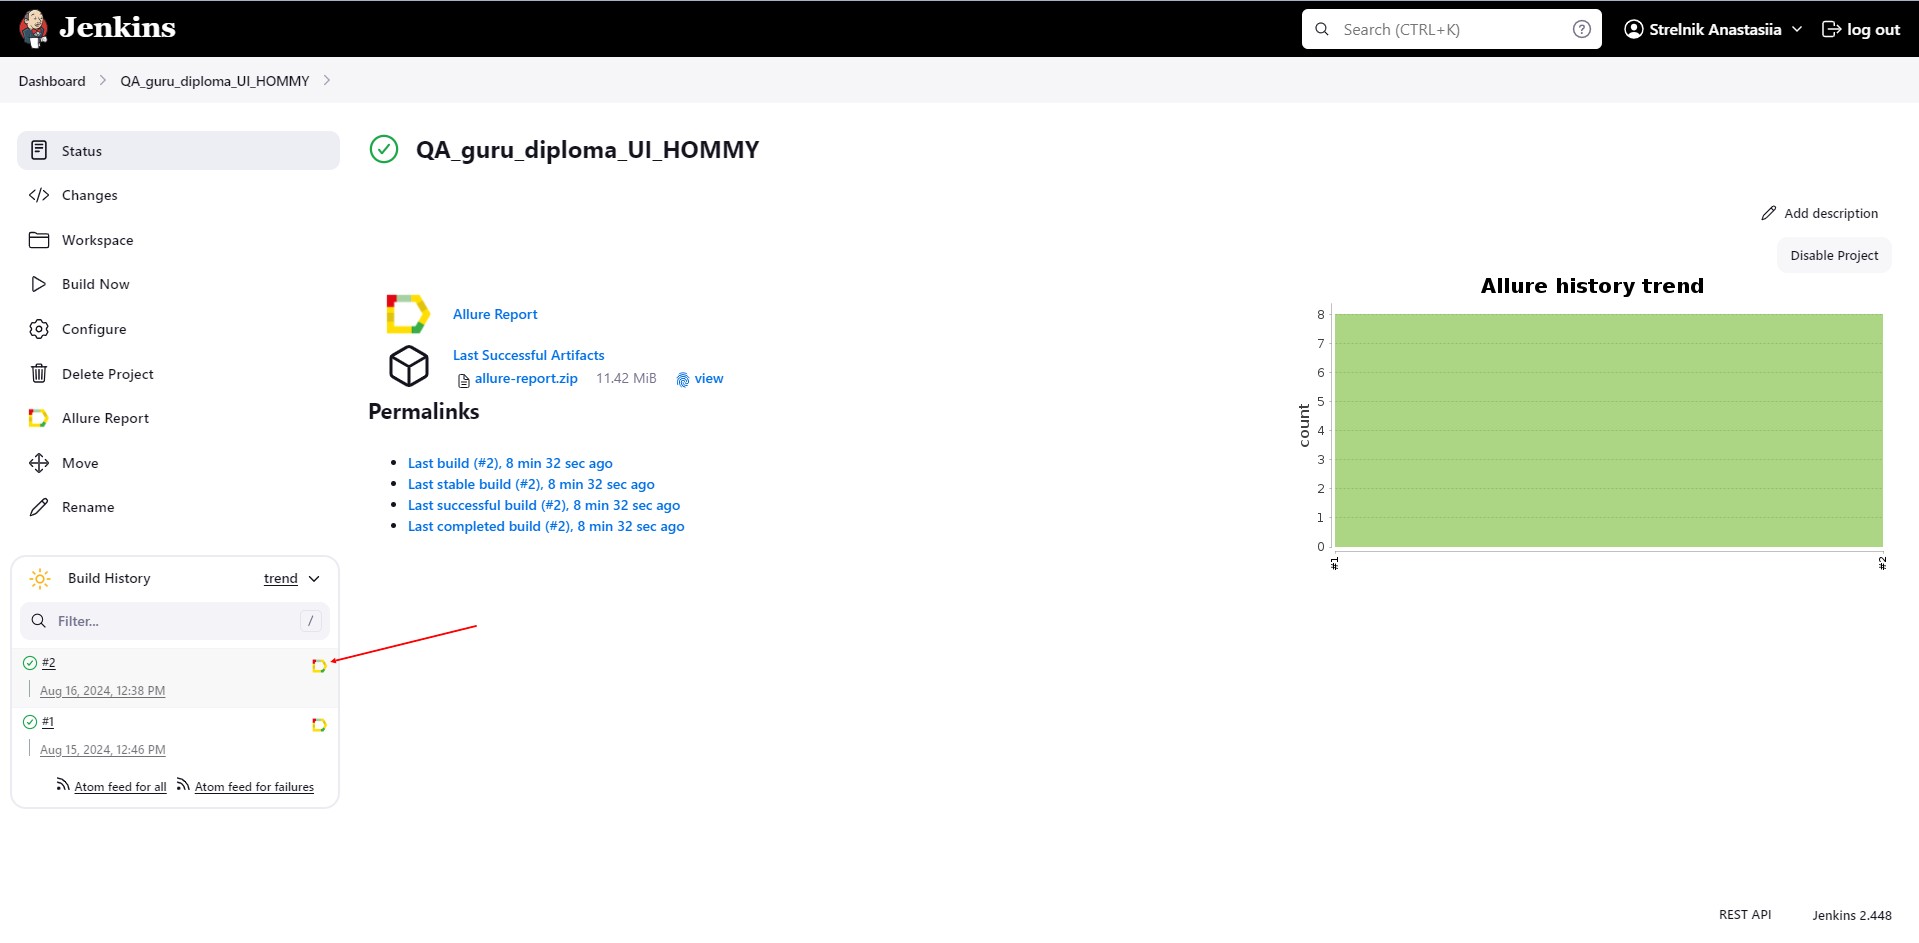 Jenkins
Search (CTRL+K)
Strelnik Anastasiia
log out
Dashboard
QA_guru_diploma_UI_HOMMY
Status
Changes
Workspace
Build Now
Configure
Delete Project
Allure Report
Move
Rename
Build History
trend
Filter...
/
#2
Aug 16, 2024, 12:38 PM
#1
Aug 15, 2024, 12:46 PM
Atom feed for all
Atom feed for failures
QA_guru_diploma_UI_HOMMY
Add description
Disable Project
Allure Report
Last Successful Artifacts
allure-report.zip 11.42 MiB view
Permalinks
Last build (#2), 8 min 32 sec ago
Last stable build (#2), 8 min 32 sec ago
Last successful build (#2), 8 min 32 sec ago
Last completed build (#2), 8 min 32 sec ago
Allure history trend
count
8
7
6
5
4
3
2
1
0
#1
#2
REST API
Jenkins 2.448